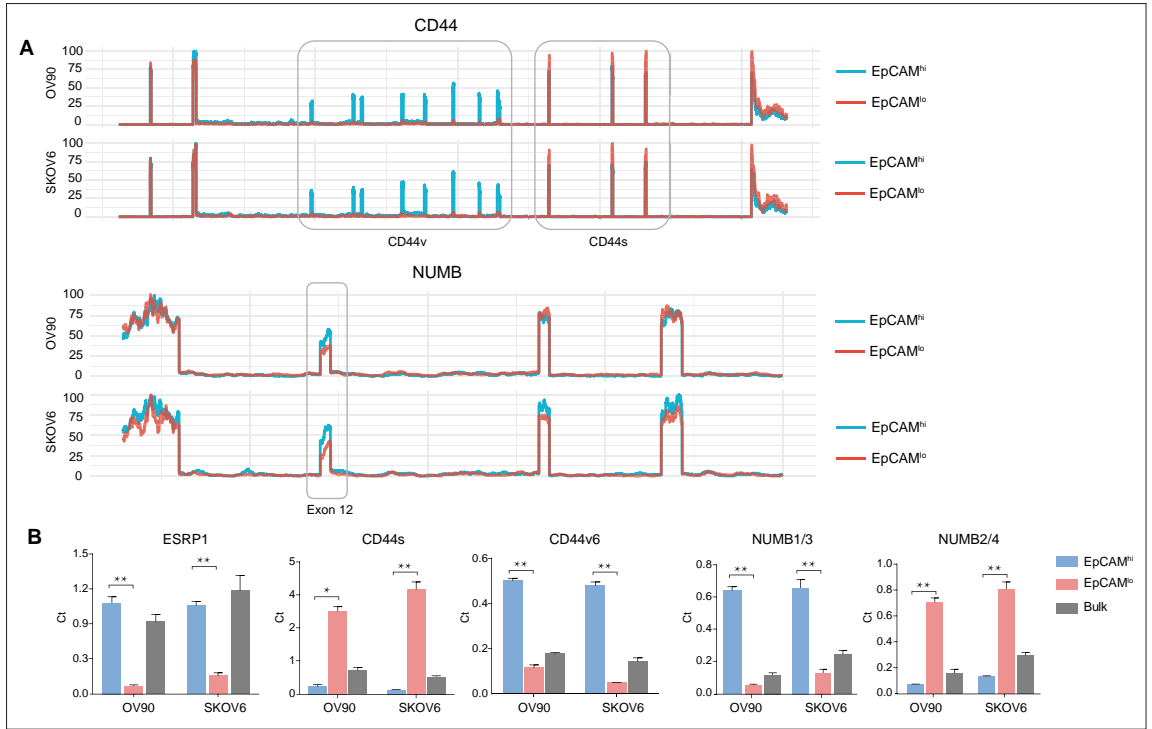 A
CD44
OV90
100
75
50
25
0
EpCAMhi
EpCAMlo
SKOV6
100
75
50
25
0
EpCAMhi
EpCAMlo
CD44v
CD44s
NUMB
OV90
100
75
50
25
0
EpCAMhi
EpCAMlo
SKOV6
100
75
50
25
0
EpCAMhi
EpCAMlo
Exon 12
B
ESRP1
Ct
1.5
1.2
0.9
0.3
0.0
**
**
OV90 SKOV6
CD44s
Ct
5
4
2
1
0
*
**
OV90 SKOV6
CD44v6
Ct
0.6
0.4
0.2
0.0
**
**
OV90 SKOV6
NUMB1/3
Ct
0.8
0.6
0.4
0.2
0.0
**
**
OV90 SKOV6
NUMB2/4
Ct
1.0
0.8
0.6
0.4
0.2
0.0
**
**
OV90 SKOV6
EpCAMhi
EpCAMlo
Bulk